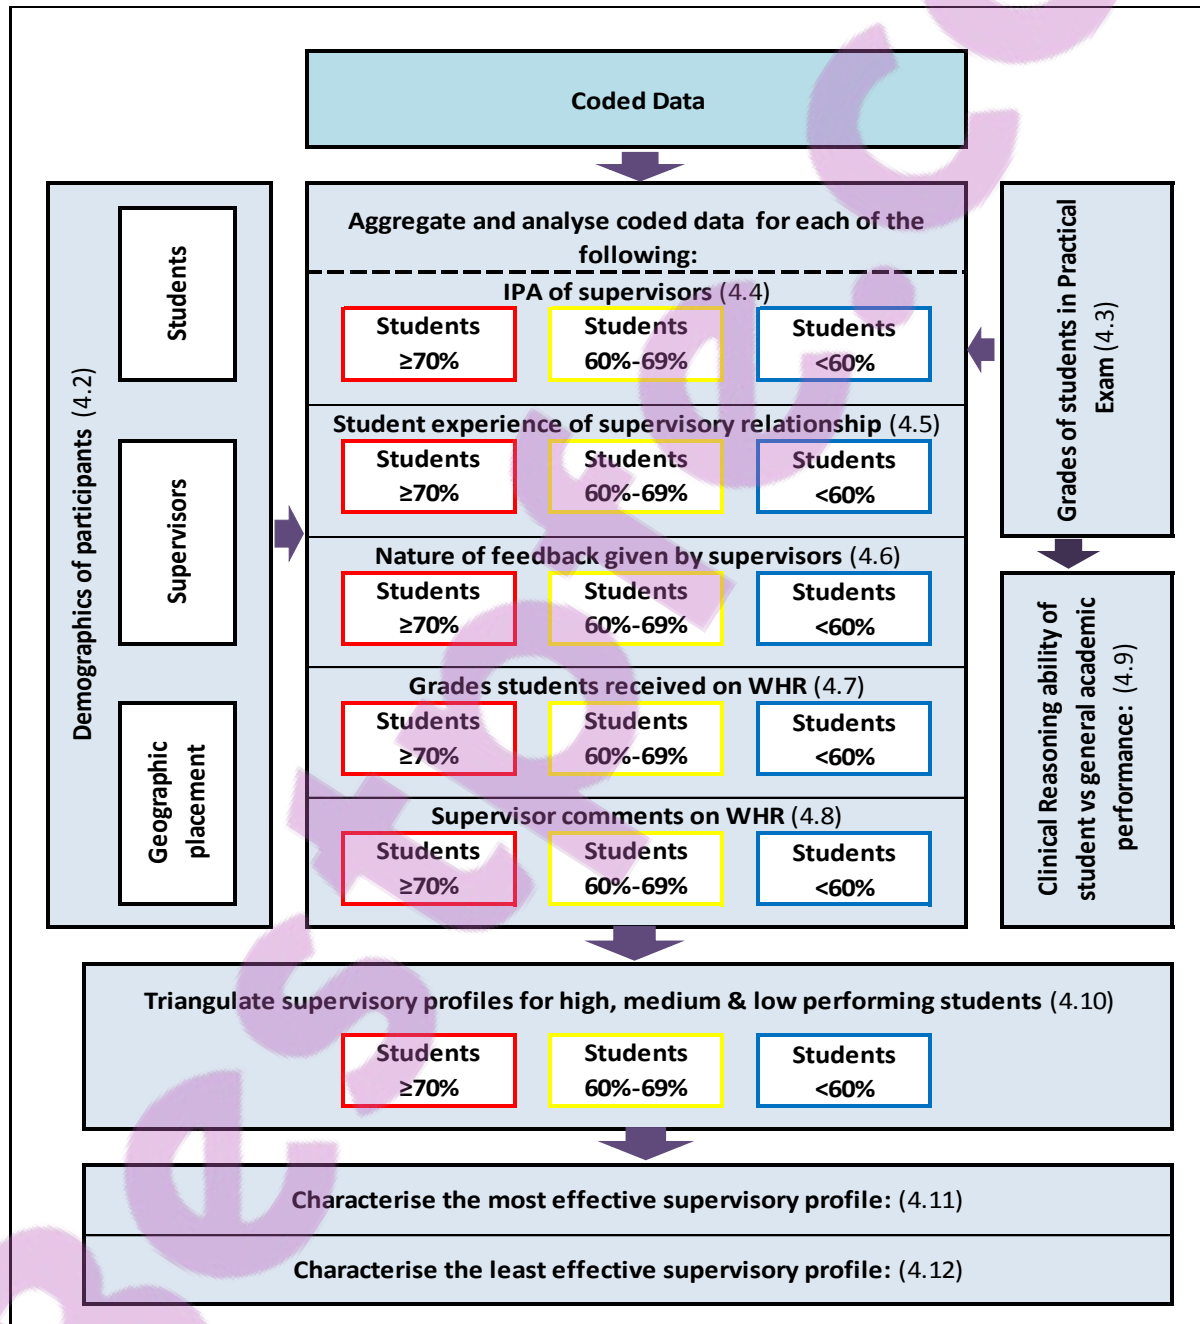 Coded Data
Aggregate and analyse coded data for each of the
following:
IPA of supervisors (4.4)
Students
≥70%
Students
60%-69%
Students
<60%
Student experience of supervisory relationship (4.5)
Students
≥70%
Students
60%-69%
Students
<60%
Nature of feedback given by supervisors (4.6)
Students
≥70%
Students
60%-69%
Students
<60%
Grades students received on WHR (4.7)
Students
≥70%
Students
60%-69%
Students
<60%
Supervisor comments on WHR (4.8)
Students
≥70%
Students
60%-69%
Students
<60%
Demographics of participants (4.2)
Students
Supervisors
Geographic
placement
Grades of students in Practical
Exam (4.3)
Clinical Reasoning ability of
student vs general academic
performance: (4.9)
Triangulate supervisory profiles for high, medium & low performing students (4.10)
Students
≥70%
Students
60%-69%
Students
<60%
Characterise the most effective supervisory profile: (4.11)
Characterise the least effective supervisory profile: (4.12)
Bestpfe.co